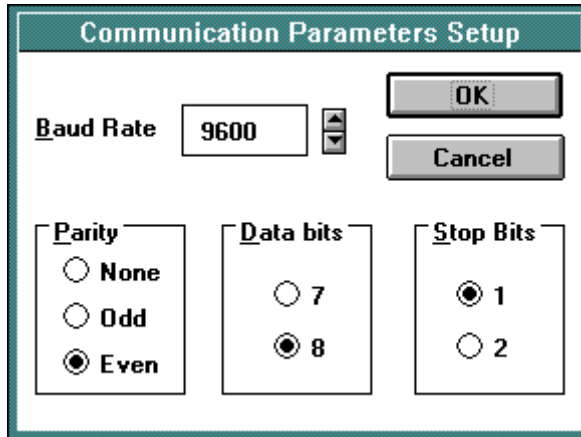 Communication Parameters Setup
Baud Rate
9600
OK
Cancel
Parity
None
Odd
Even
Data bits
7
8
Stop Bits
1
2